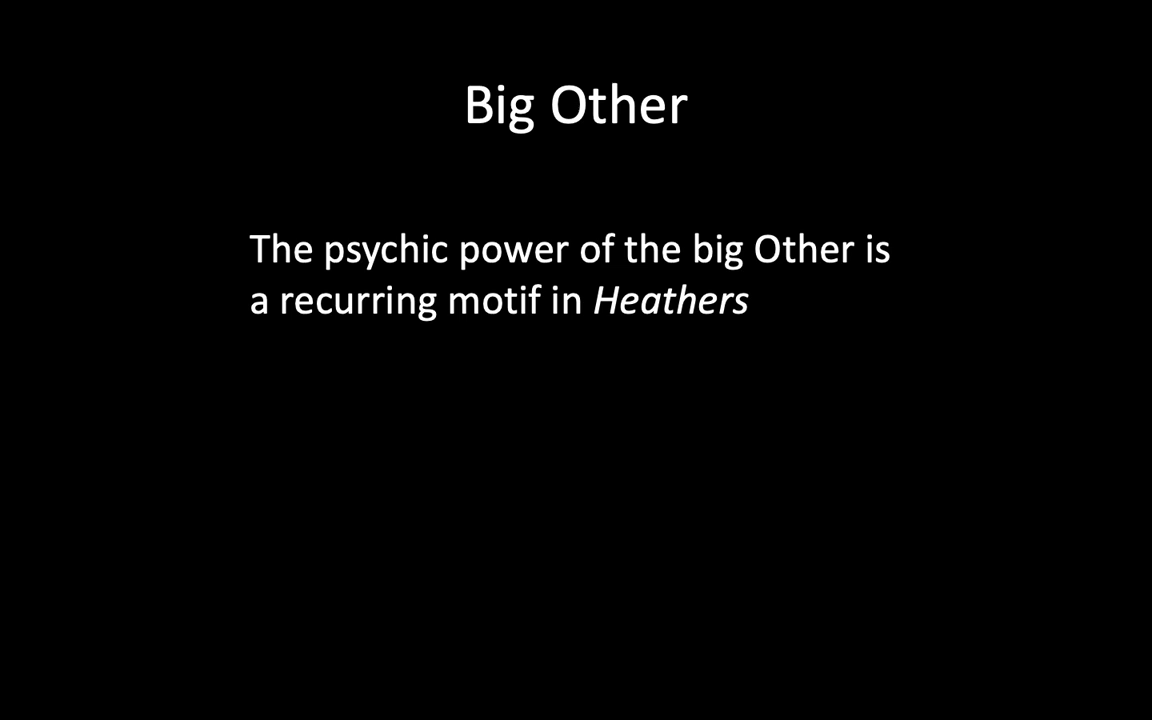 Big Other
The psychic power of the big Other is
a recurring motif in Heathers